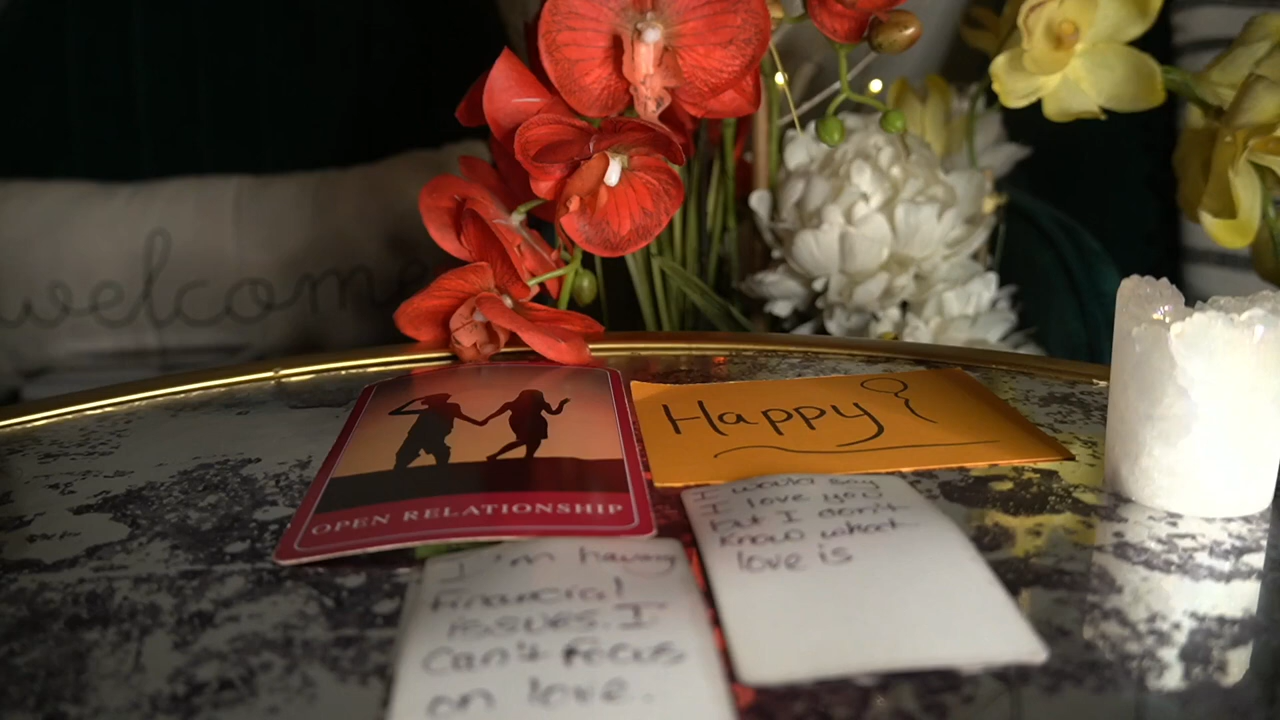 welcome
OPEN RELATIONSHIP
Happy
I would say
I love you
but I don't
know what
love is
I'm having
Financial
issues. I
can't focus
on love.